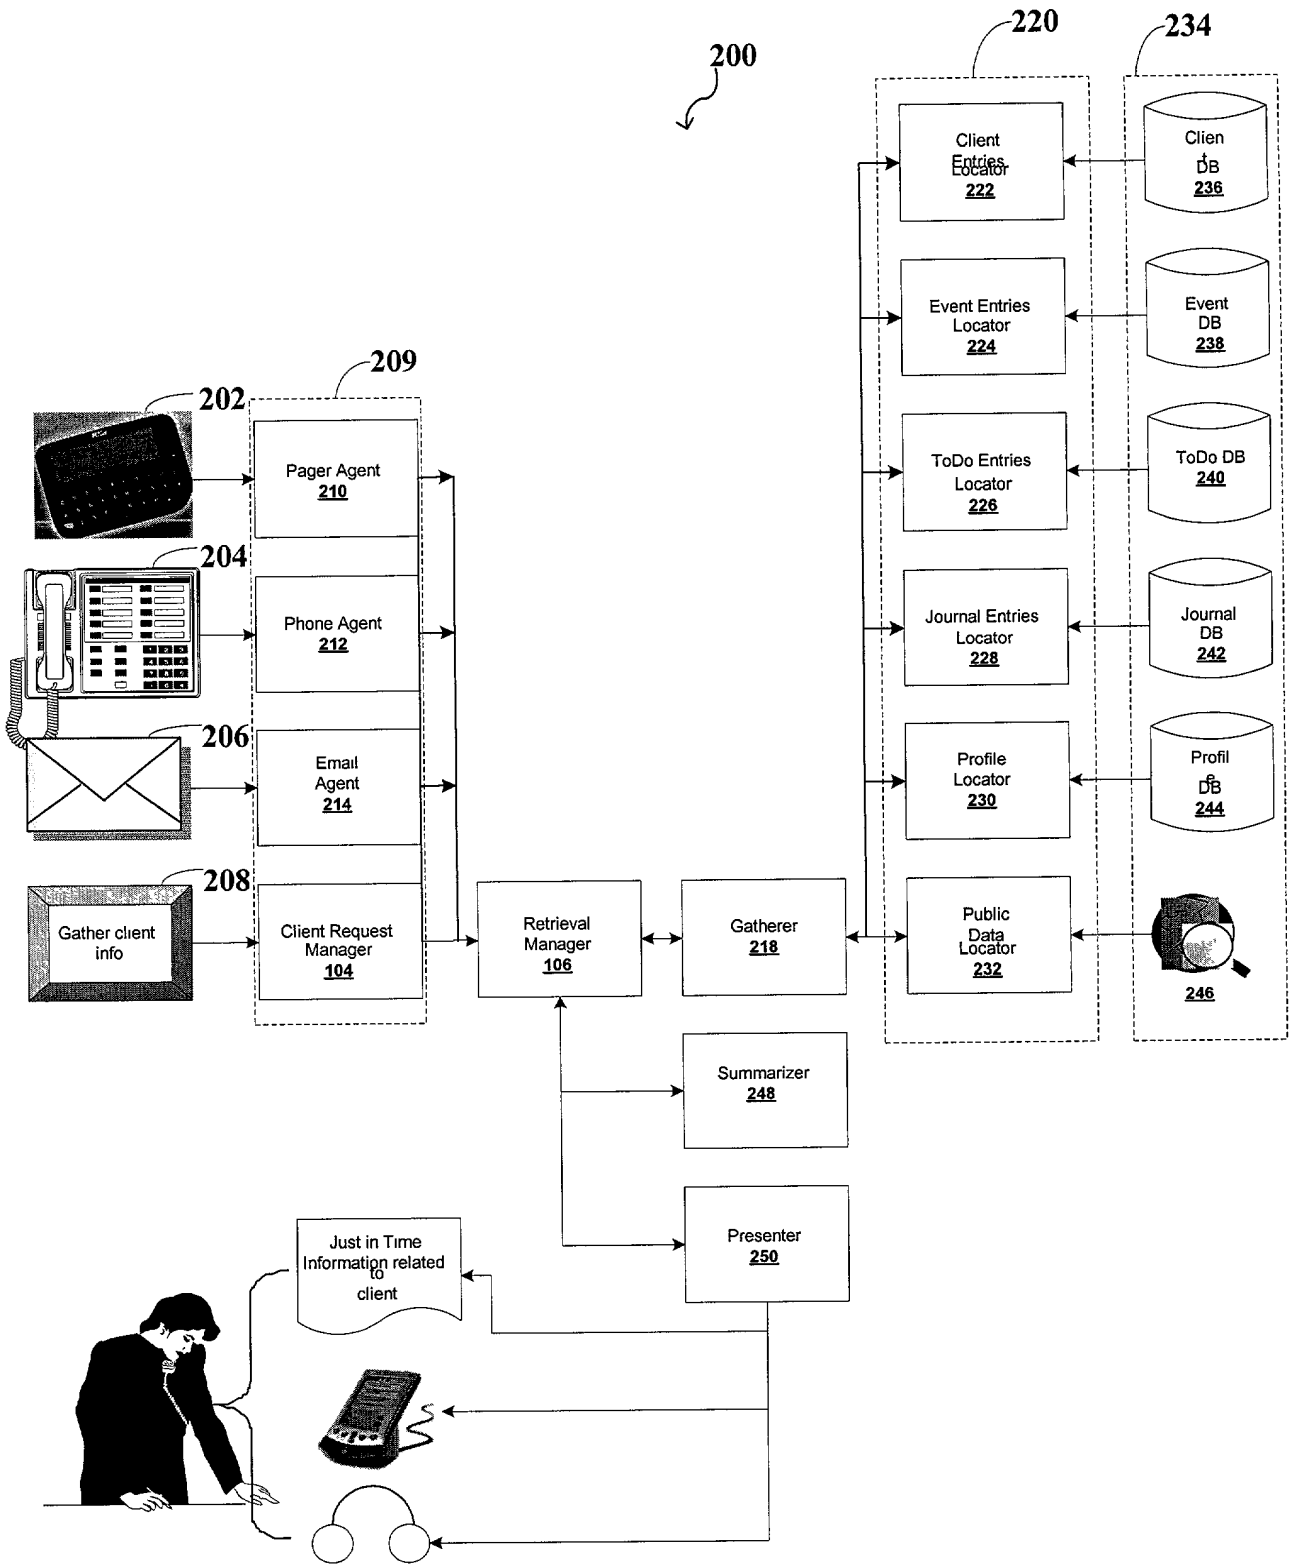 220
234
200
Client
Entries
Locator
222
Clien
t
DB
236
Event Entries
Locator
224
Event
DB
238
209
202
Pager Agent
210
ToDo Entries
Locator
226
ToDo DB
240
204
Phone Agent
212
Journal Entries
Locator
228
Journal
DB
242
206
Email
Agent
214
Profile
Locator
230
Profil
e
DB
244
208
Gather client
info
Client Request
Manager
104
Retrieval
Manager
106
Gatherer
218
Public
Data
Locator
232
246
Summarizer
248
Presenter
250
Just in Time
Information related
to
client